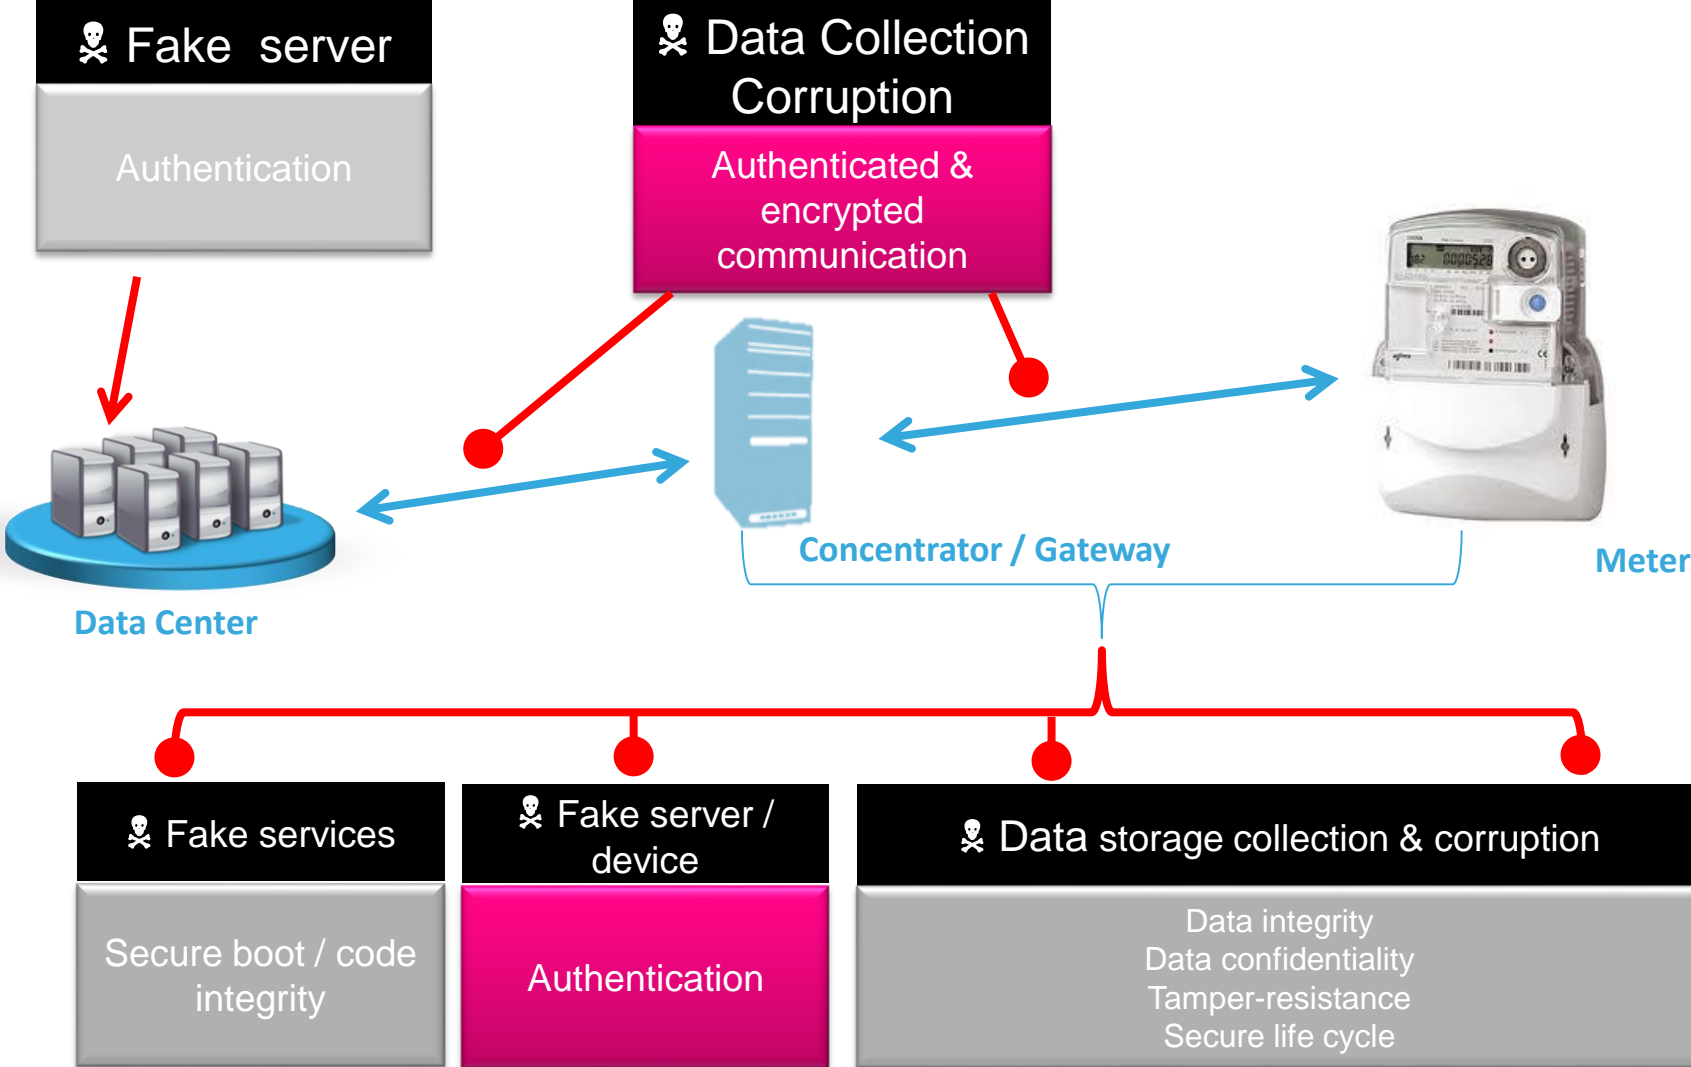 ☠ Fake server
Authentication
☠ Data Collection
Corruption
Authenticated &
encrypted
communication
Data Center
Concentrator / Gateway
Meter
☠ Fake services
Secure boot / code
integrity
☠ Fake server /
device
Authentication
☠ Data storage collection & corruption
Data integrity
Data confidentiality
Tamper-resistance
Secure life cycle